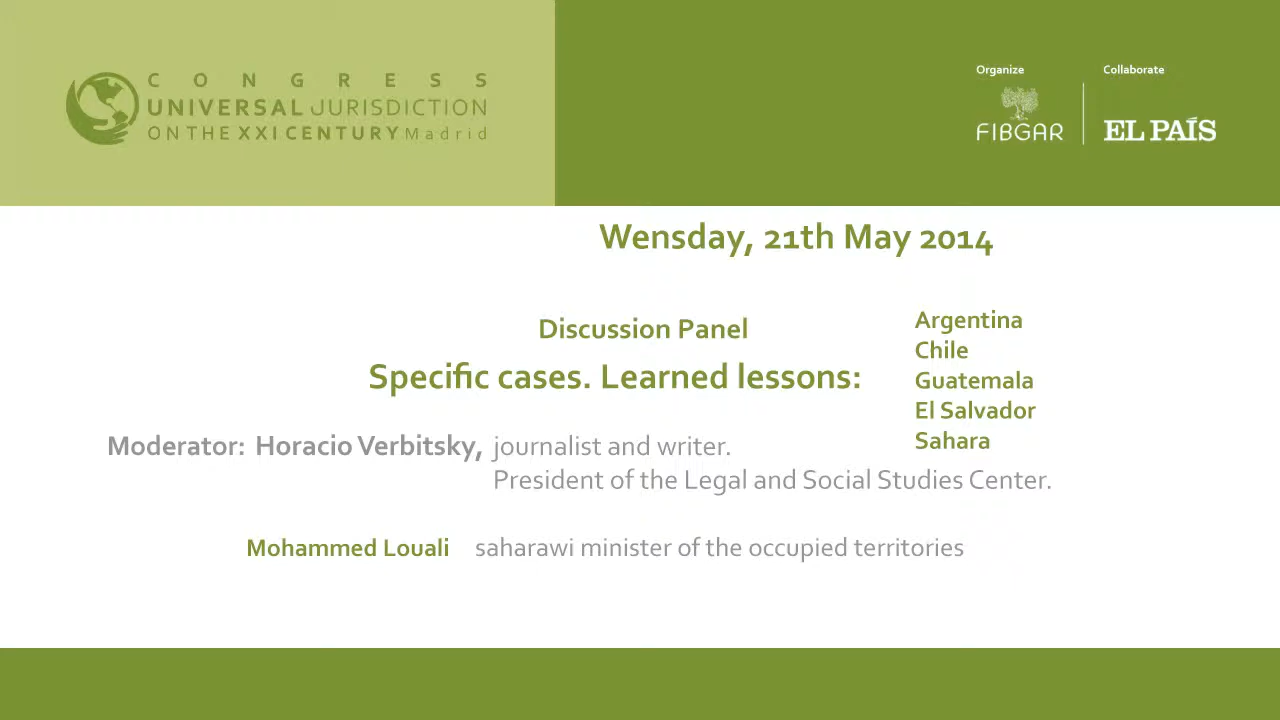 CONGRESS
UNIVERSAL JURISDICTION
ON THE XXI CENTURY Madrid
Organize
Collaborate
FIBGAR
EL PAÍS
Wensday, 21th May 2014
Discussion Panel
Specific cases. Learned lessons:
Argentina
Chile
Guatemala
El Salvador
Sahara
Moderator: Horacio Verbitsky, journalist and writer.
President of the Legal and Social Studies Center.
Mohammed Louali saharawi minister of the occupied territories